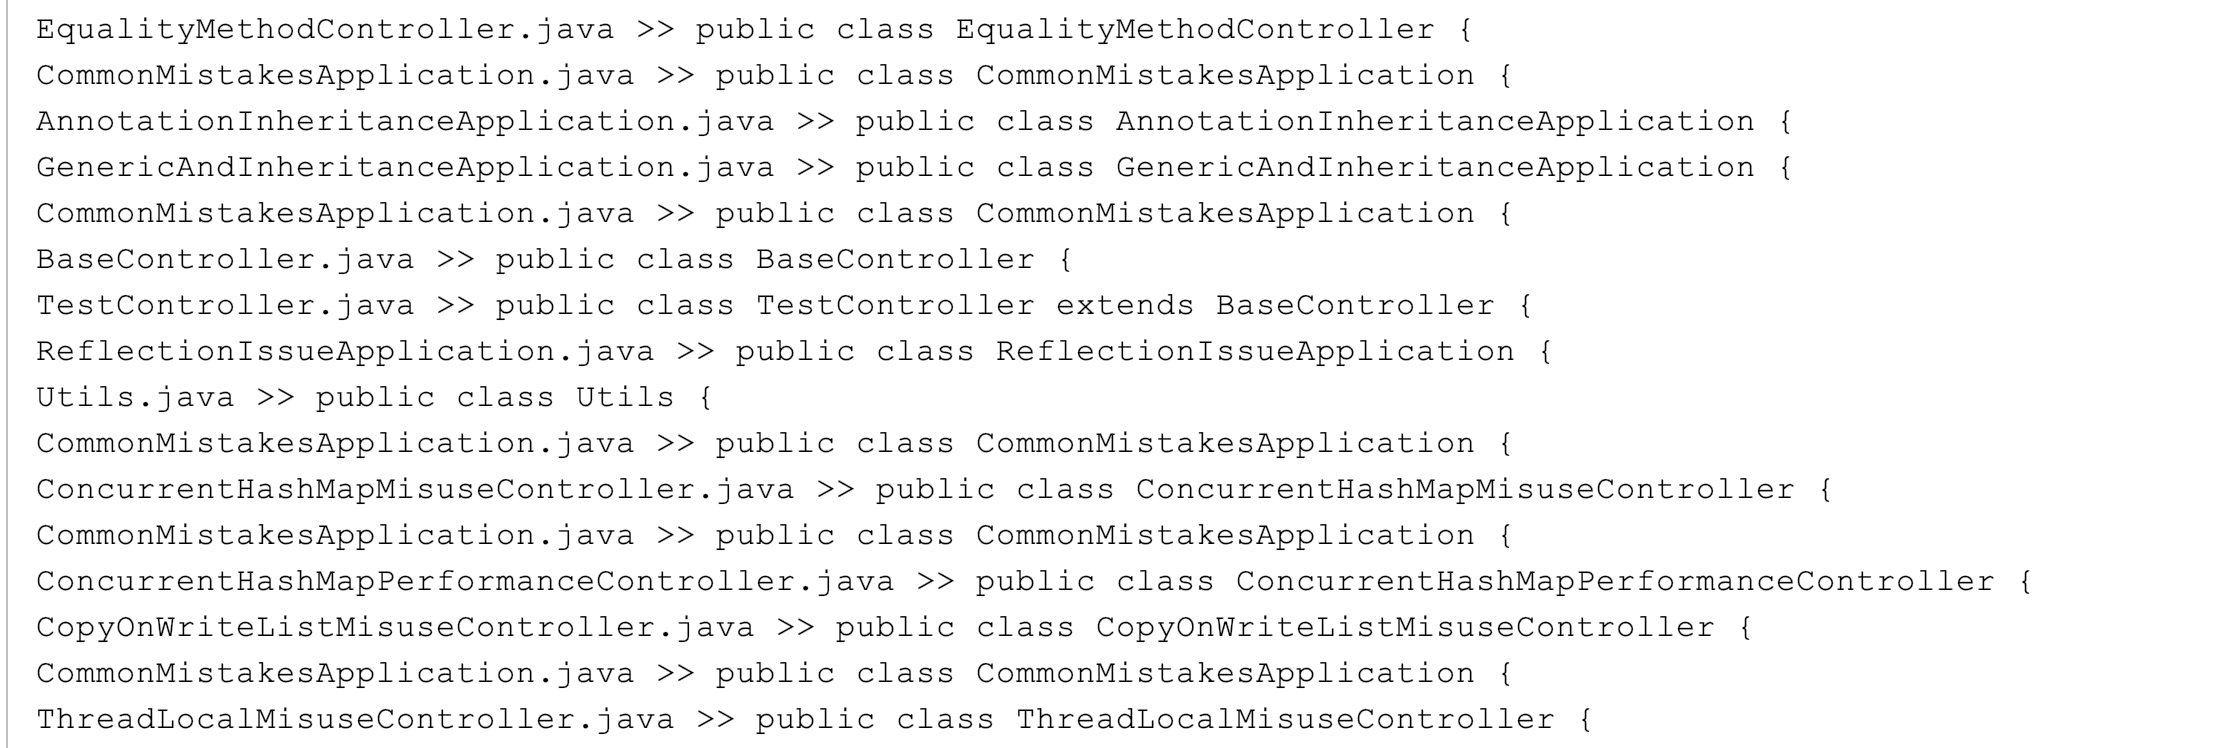 EqualityMethodController.java >> public class EqualityMethodController {
CommonMistakesApplication.java >> public class CommonMistakesApplication {
AnnotationInheritanceApplication.java >> public class AnnotationInheritanceApplication {
GenericAndInheritanceApplication.java >> public class GenericAndInheritanceApplication {
CommonMistakesApplication.java >> public class CommonMistakesApplication {
BaseController.java >> public class BaseController {
TestController.java >> public class TestController extends BaseController {
ReflectionIssueApplication.java >> public class ReflectionIssueApplication {
Utils.java >> public class Utils {
CommonMistakesApplication.java >> public class CommonMistakesApplication {
ConcurrentHashMapMisuseController.java >> public class ConcurrentHashMapMisuseController {
CommonMistakesApplication.java >> public class CommonMistakesApplication {
ConcurrentHashMapPerformanceController.java >> public class ConcurrentHashMapPerformanceController {
CopyOnWriteListMisuseController.java >> public class CopyOnWriteListMisuseController {
CommonMistakesApplication.java >> public class CommonMistakesApplication {
ThreadLocalMisuseController.java >> public class ThreadLocalMisuseController {